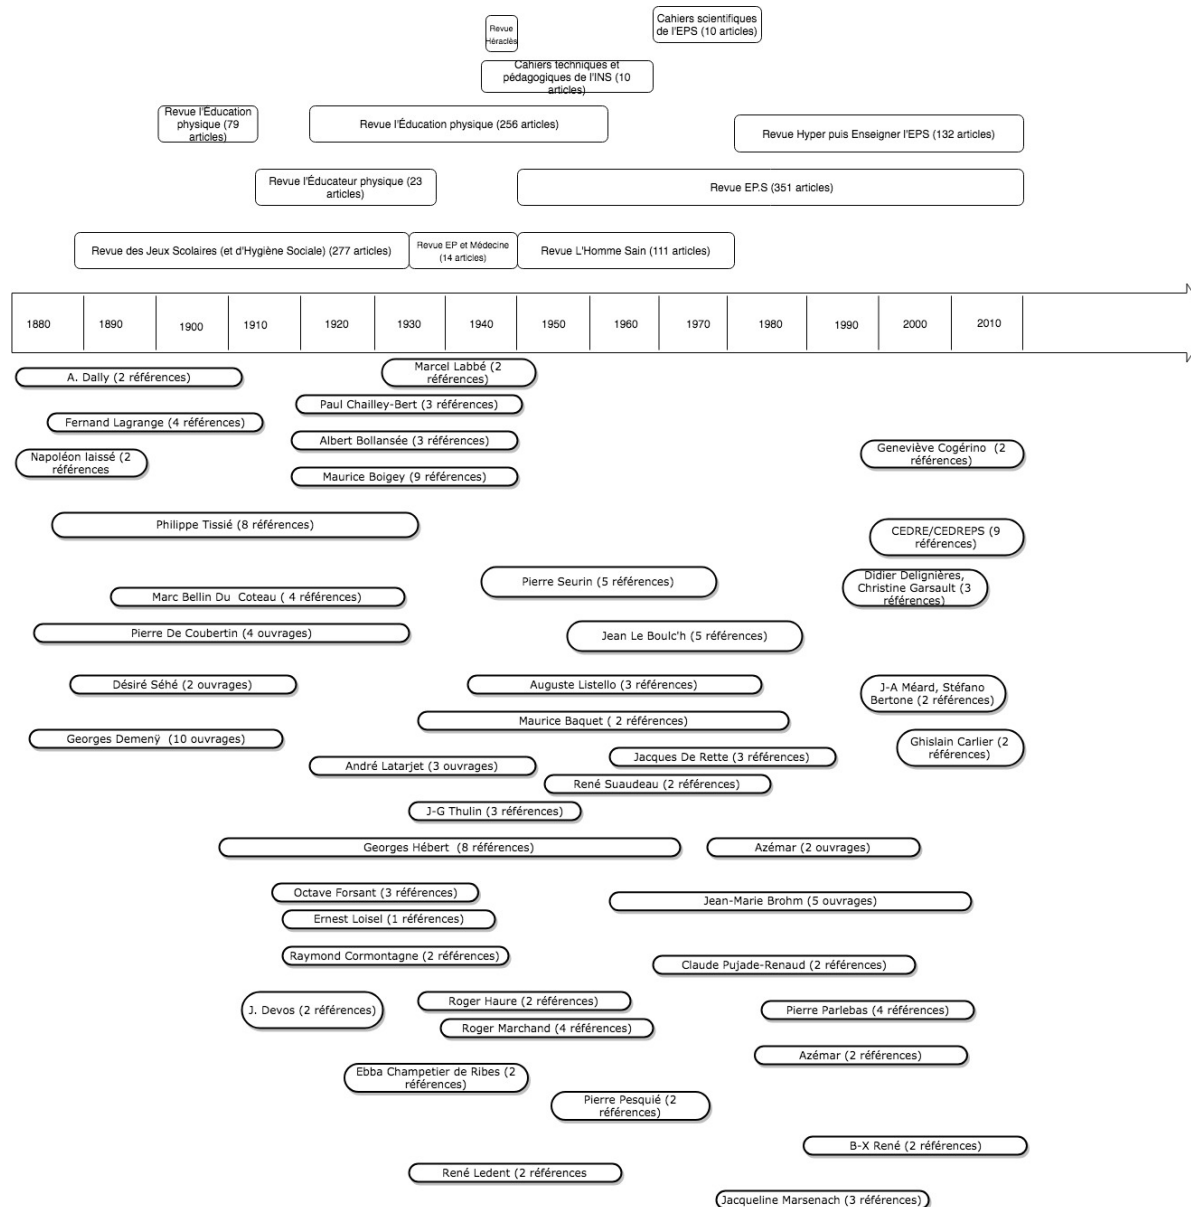 Revue
Héraclès
Cahiers scientifiques
de l'EPS (10 articles)
Cahiers techniques et
pédagogiques de l'INS (10
articles)
Revue l'Éducation
physique (79
articles)
Revue l'Éducation physique (256 articles)
Revue Hyper puis Enseigner l'EPS (132 articles)
Revue l'Éducateur physique (23
articles)
Revue EP.S (351 articles)
Revue des Jeux Scolaires (et d'Hygiène Sociale) (277 articles)
Revue EP et Médecine
(14 articles)
Revue L'Homme Sain (111 articles)
1880
1890
1900
1910
1920
1930
1940
1950
1960
1970
1980
1990
2000
2010
A. Dally (2 références)
Marcel Labbé (2
références)
Paul Chailley-Bert (3 références)
Fernand Lagrange (4 références)
Albert Bollansée (3 références)
Napoléon laissé (2
références
Geneviève Cogérino (2
références)
Maurice Boigey (9 références)
Philippe Tissié (8 références)
CEDRE/CEDREPS (9
références)
Pierre Seurin (5 références)
Didier Delignières,
Christine Garsault (3
références)
Marc Bellin Du Coteau ( 4 références)
Pierre De Coubertin (4 ouvrages)
Jean Le Boulc'h (5 références)
Désiré Séhé (2 ouvrages)
Auguste Listello (3 références)
J-A Méard, Stéfano
Bertone (2 références)
Maurice Baquet ( 2 références)
Georges Demenÿ (10 ouvrages)
Ghislain Carlier (2
références)
Jacques De Rette (3 références)
André Latarjet (3 ouvrages)
René Suaudeau (2 références)
J-G Thulin (3 références)
Georges Hébert (8 références)
Azémar (2 ouvrages)
Octave Forsant (3 références)
Jean-Marie Brohm (5 ouvrages)
Ernest Loisel (1 références)
Raymond Cormontagne (2 références)
Claude Pujade-Renaud (2 références)
J. Devos (2 références)
Roger Haure (2 références)
Pierre Parlebas (4 références)
Roger Marchand (4 références)
Azémar (2 références)
Ebba Champetier de Ribes (2
références)
Pierre Pesquié (2
références)
B-X René (2 références)
René Ledent (2 références
Jacqueline Marsenach (3 références)